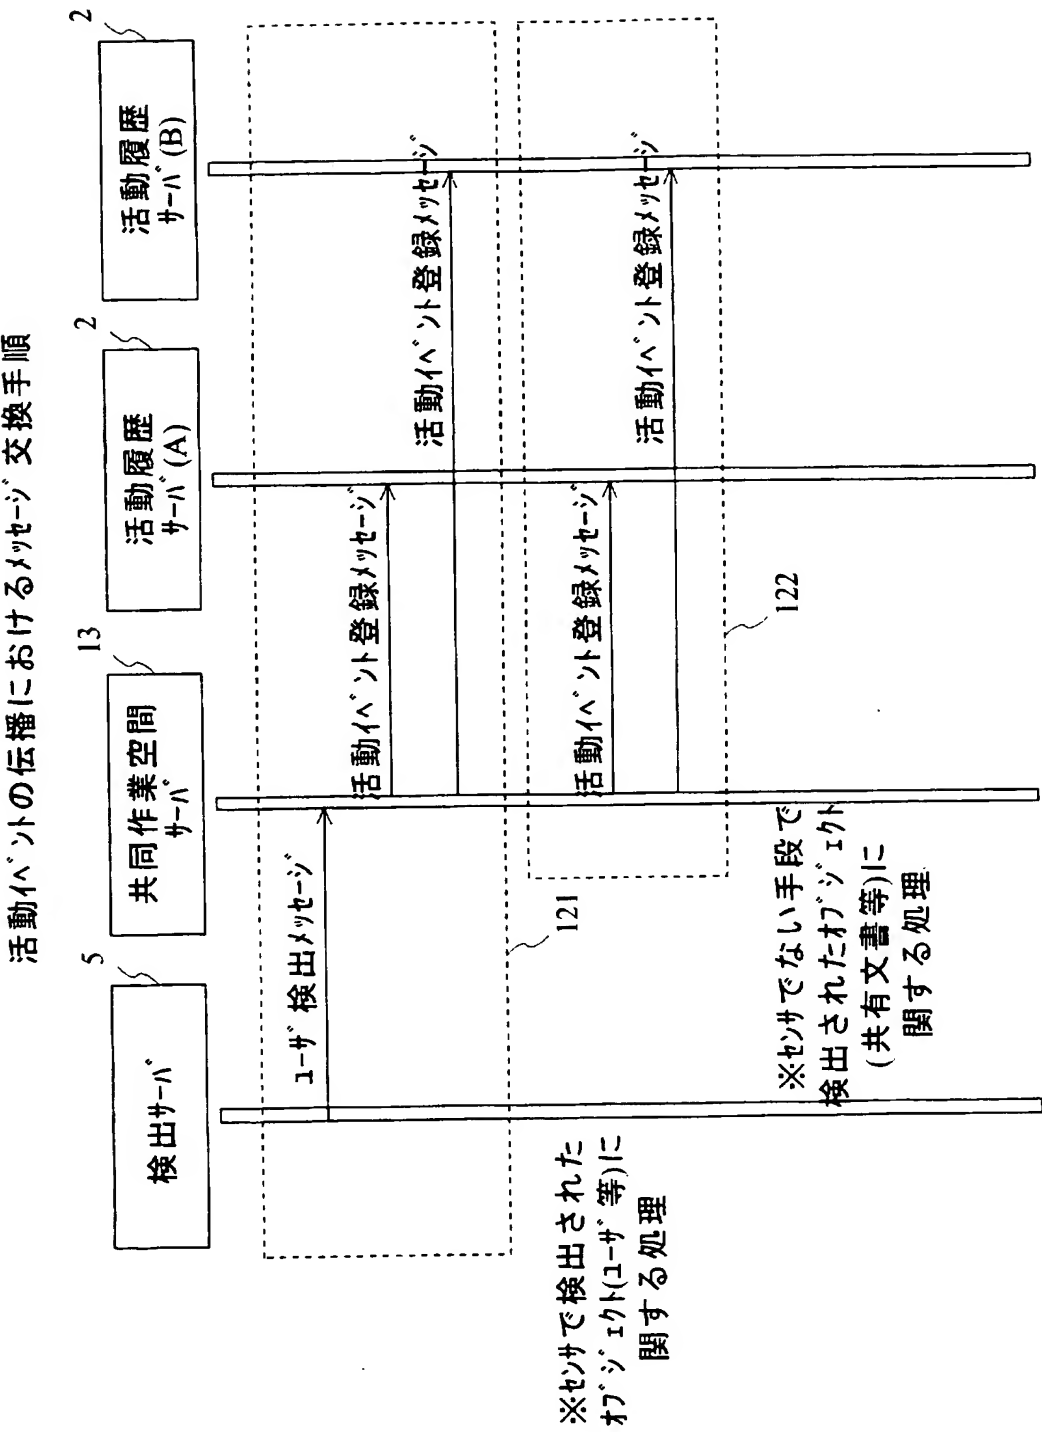 活動イベントの伝播におけるメッセージ交換手順
5
検出サーバ
13
共同作業空間
サーバ
2
活動履歴
サーバ(A)
2
活動履歴
サーバ(B)
ユーザ検出メッセージ
活動イベント登録メッセージ
活動イベント登録メッセージ
121
※センサで検出された
オブジェクト(ユーザ等)に
関する処理
活動イベント登録メッセージ
活動イベント登録メッセージ
122
※センサでない手段で
検出されたオブジェクト
(共有文書等)に
関する処理